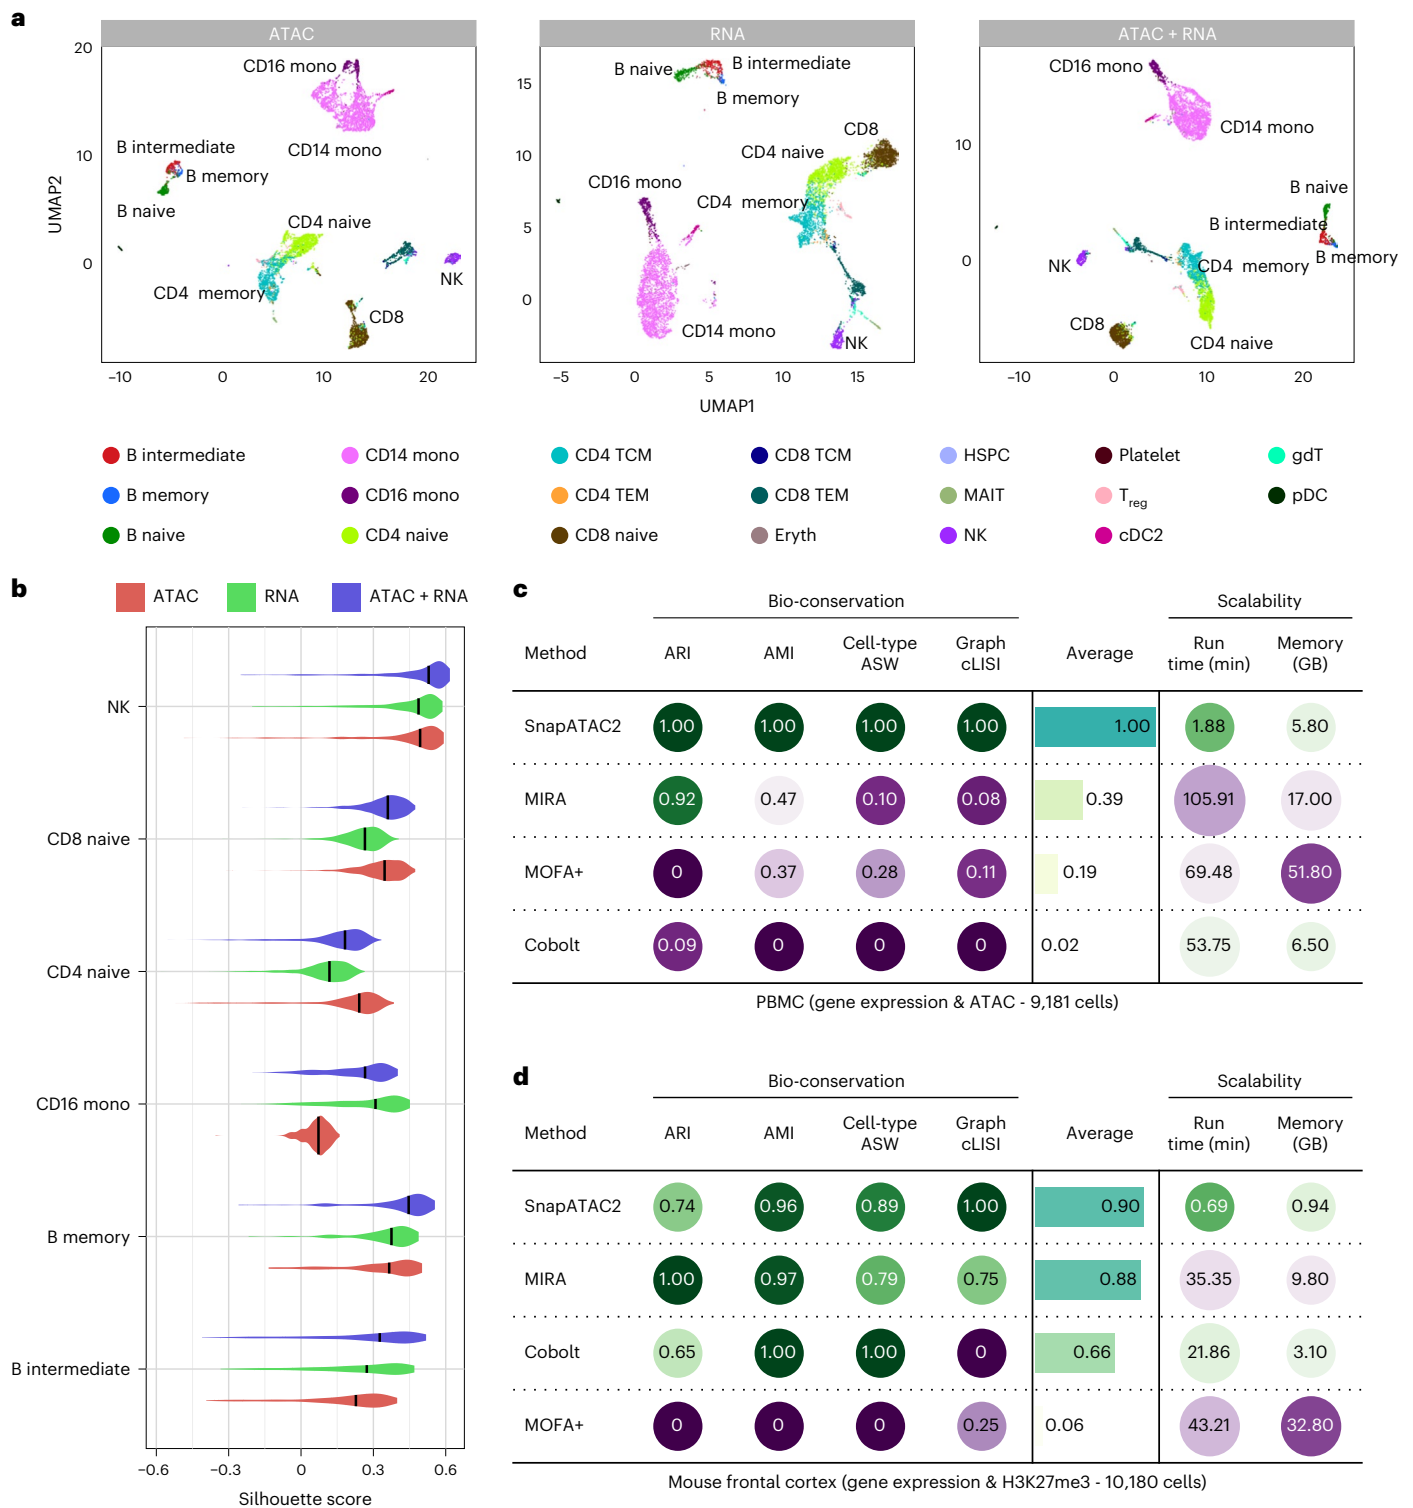 a
ATAC
RNA
ATAC + RNA
UMAP2
20
10
0
CD16 mono
CD14 mono
B intermediate
B memory
B naive
CD4 naive
CD4 memory
NK
CD8
−10 0 10 20
15
10
5
0
B naive
B intermediate
B memory
CD8
CD4 naive
CD16 mono
CD4 memory
CD14 mono
NK
−5 0 5 10 15
UMAP1
10
0
CD16 mono
CD14 mono
B naive
B intermediate
B memory
NK
CD4 memory
CD8
CD4 naive
−10 0 10 20
B intermediate CD14 mono CD4 TCM CD8 TCM HSPC Platelet gdT
B memory CD16 mono CD4 TEM CD8 TEM MAIT Treg pDC
B naive CD4 naive CD8 naive Eryth NK cDC2
b
ATAC RNA ATAC + RNA
NK
CD8 naive
CD4 naive
CD16 mono
B memory
B intermediate
−0.6 −0.3 0 0.3 0.6
Silhouette score
c
Bio-conservation Scalability
Method ARI AMI Cell-type ASW Graph cLISI Average Run time (min) Memory (GB)
SnapATAC2 1.00 1.00 1.00 1.00 1.00 1.88 5.80
MIRA 0.92 0.47 0.10 0.08 0.39 105.91 17.00
MOFA+ 0 0.37 0.28 0.11 0.19 69.48 51.80
Cobolt 0.09 0 0 0 0.02 53.75 6.50
PBMC (gene expression & ATAC - 9,181 cells)
d
Bio-conservation Scalability
Method ARI AMI Cell-type ASW Graph cLISI Average Run time (min) Memory (GB)
SnapATAC2 0.74 0.96 0.89 1.00 0.90 0.69 0.94
MIRA 1.00 0.97 0.79 0.75 0.88 35.35 9.80
Cobolt 0.65 1.00 1.00 0 0.66 21.86 3.10
MOFA+ 0 0 0 0.25 0.06 43.21 32.80
Mouse frontal cortex (gene expression & H3K27me3 - 10,180 cells)